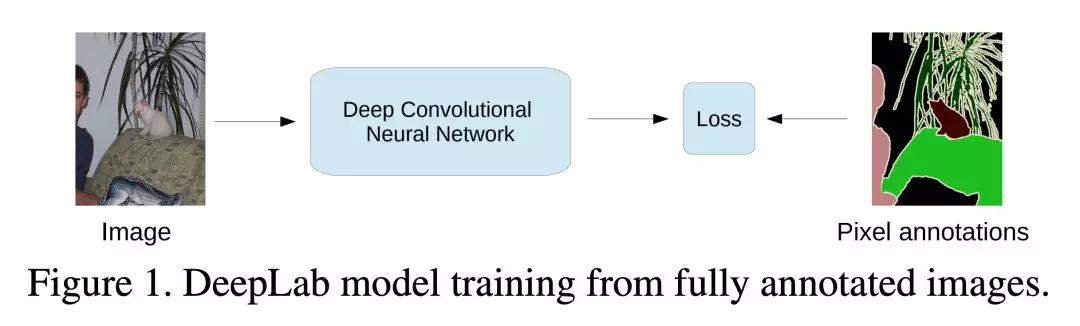 Deep Convolutional
Neural Network
Loss
Image
Pixel annotations
Figure 1. DeepLab model training from fully annotated images.